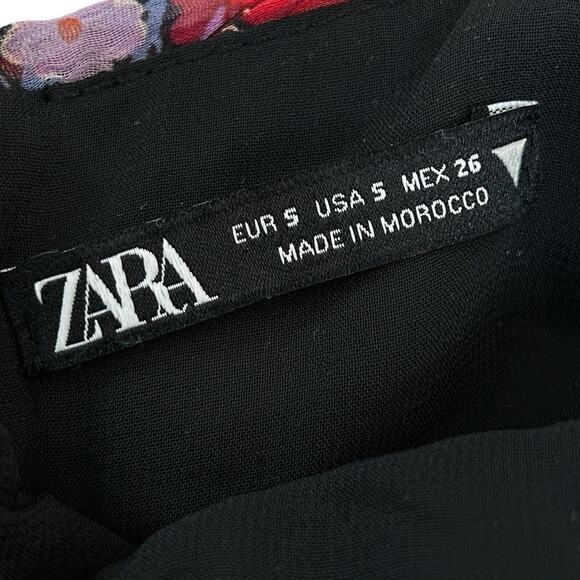 ZARA
EUR S USA S MEX 26
MADE IN MOROCCO